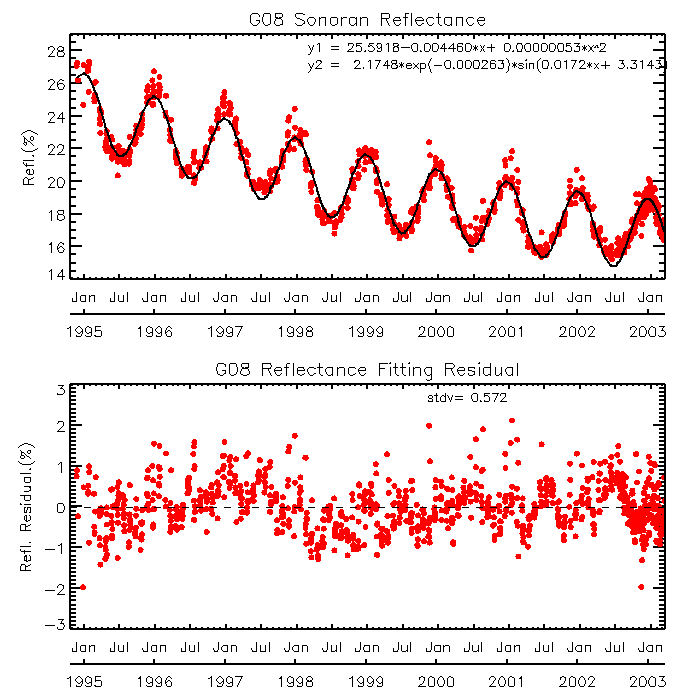 G08 Sonoran Reflectance
y1 = 25.5918-0.004460*x+ 0.00000053*x^2
y2 = 2.1748*exp(-0.000263)*sin(0.0172*x+ 3.3143)
Refl.(%)
28
26
24
22
20
18
16
14
Jan Jul Jan Jul Jan Jul Jan Jul Jan Jul Jan Jul Jan Jul Jan Jul Jan
1995 1996 1997 1998 1999 2000 2001 2002 2003
G08 Reflectance Fitting Residual
stdv= 0.572
Refl. Residual.(%)
3
2
1
0
-1
-2
-3
Jan Jul Jan Jul Jan Jul Jan Jul Jan Jul Jan Jul Jan Jul Jan Jul Jan
1995 1996 1997 1998 1999 2000 2001 2002 2003